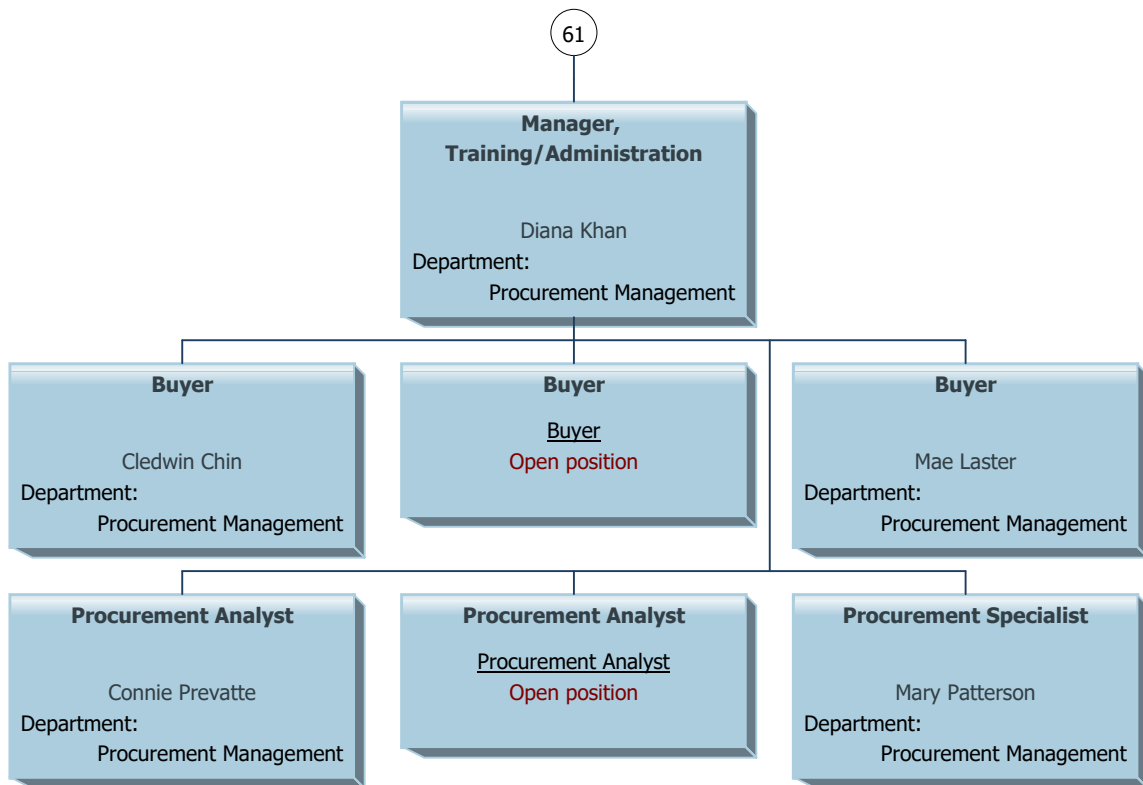 61
Manager,
Training/Administration
Diana Khan
Department:
Procurement Management
Buyer
Cledwin Chin
Department:
Procurement Management
Buyer
Buyer
Open position
Buyer
Mae Laster
Department:
Procurement Management
Procurement Analyst
Connie Prevatte
Department:
Procurement Management
Procurement Analyst
Procurement Analyst
Open position
Procurement Specialist
Mary Patterson
Department:
Procurement Management